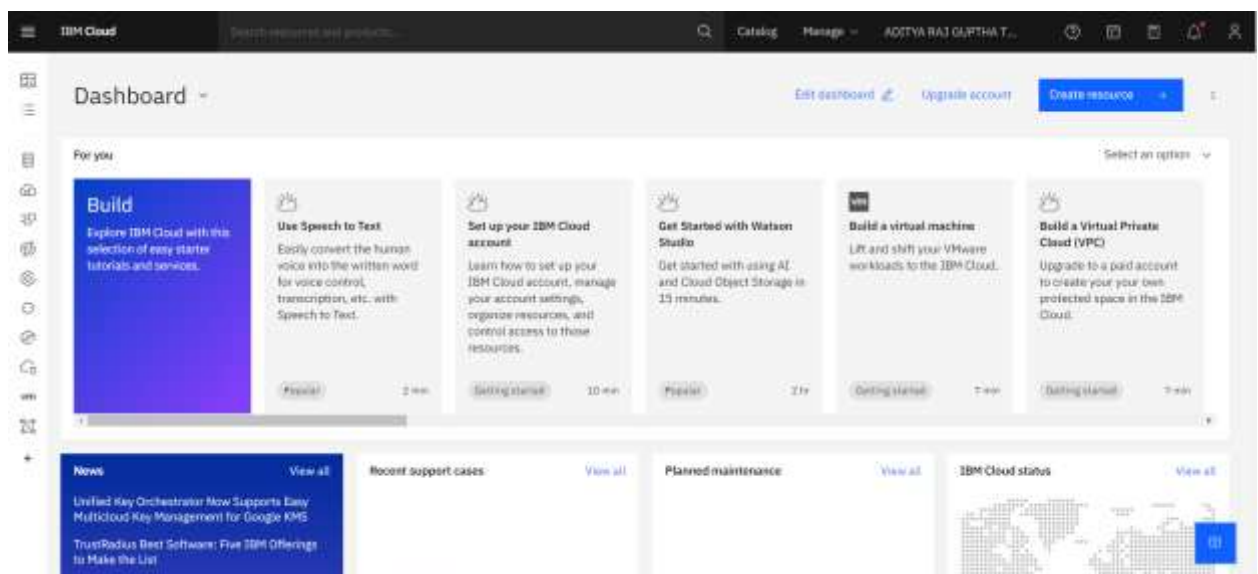 IBM Cloud
Search resources and products...
Catalog
Manage
ADITYA RAJ GUPTHA T...
Dashboard
Edit dashboard
Upgrade account
Create resource
For you
Select an option
Build
Explore IBM Cloud with this
selection of easy starter
tutorials and services.
Use Speech to Text
Easily convert the human
voice into the written word
for voice control,
transcription, etc. with
Speech to Text.
Popular
2 min
Set up your IBM Cloud
account
Learn how to set up your
IBM Cloud account, manage
your account settings,
organize resources, and
control access to those
resources.
Getting started
10 min
Get Started with Watson
Studio
Get started with using AI
and Cloud Object Storage in
15 minutes.
Popular
vm
Build a virtual machine
Lift and shift your VMware
workloads to the IBM Cloud.
Getting started
Build a Virtual Private
Cloud (VPC)
Upgrade to a paid account
to create your your own
protected space in the IBM
Cloud.
Getting started
vm
News
View all
Unified Key Orchestrator Now Supports Easy
Multicloud Key Management for Google KMS
TrustRadius Best Software: Five IBM Offerings
to Make the List
Recent support cases
View all
Planned maintenance
View all
IBM Cloud status
View all